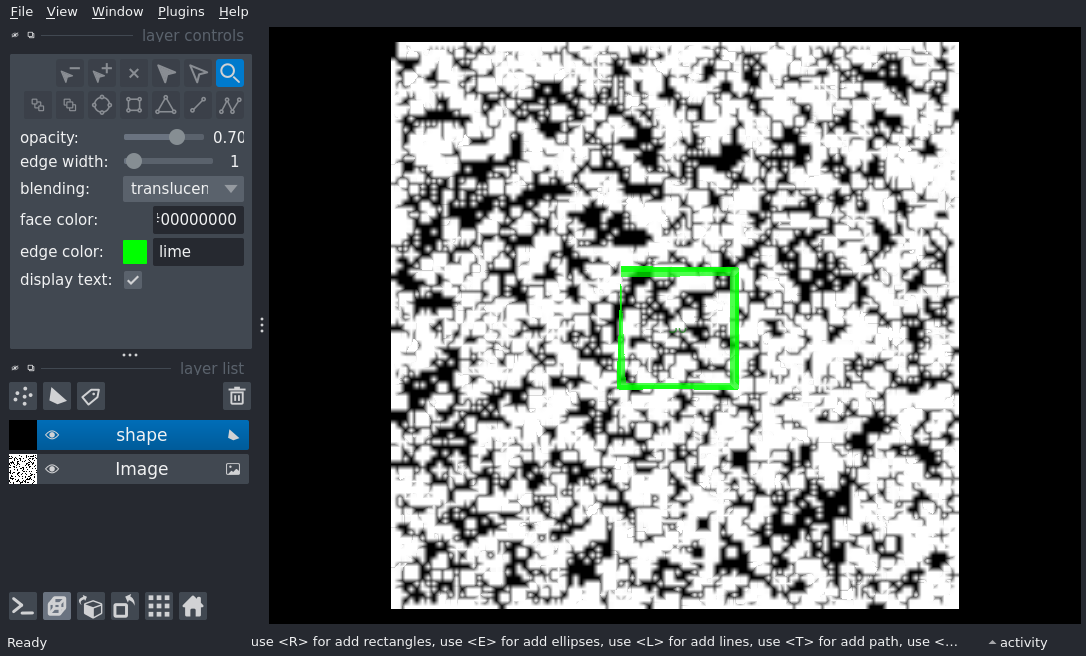 File View Window Plugins Help
layer controls
opacity: 0.70
edge width: 1
blending: translucen
face color: 00000000
edge color: lime
display text:
layer list
shape
Image
Ready use <R> for add rectangles, use <E> for add ellipses, use <L> for add lines, use <T> for add path, use <... activity